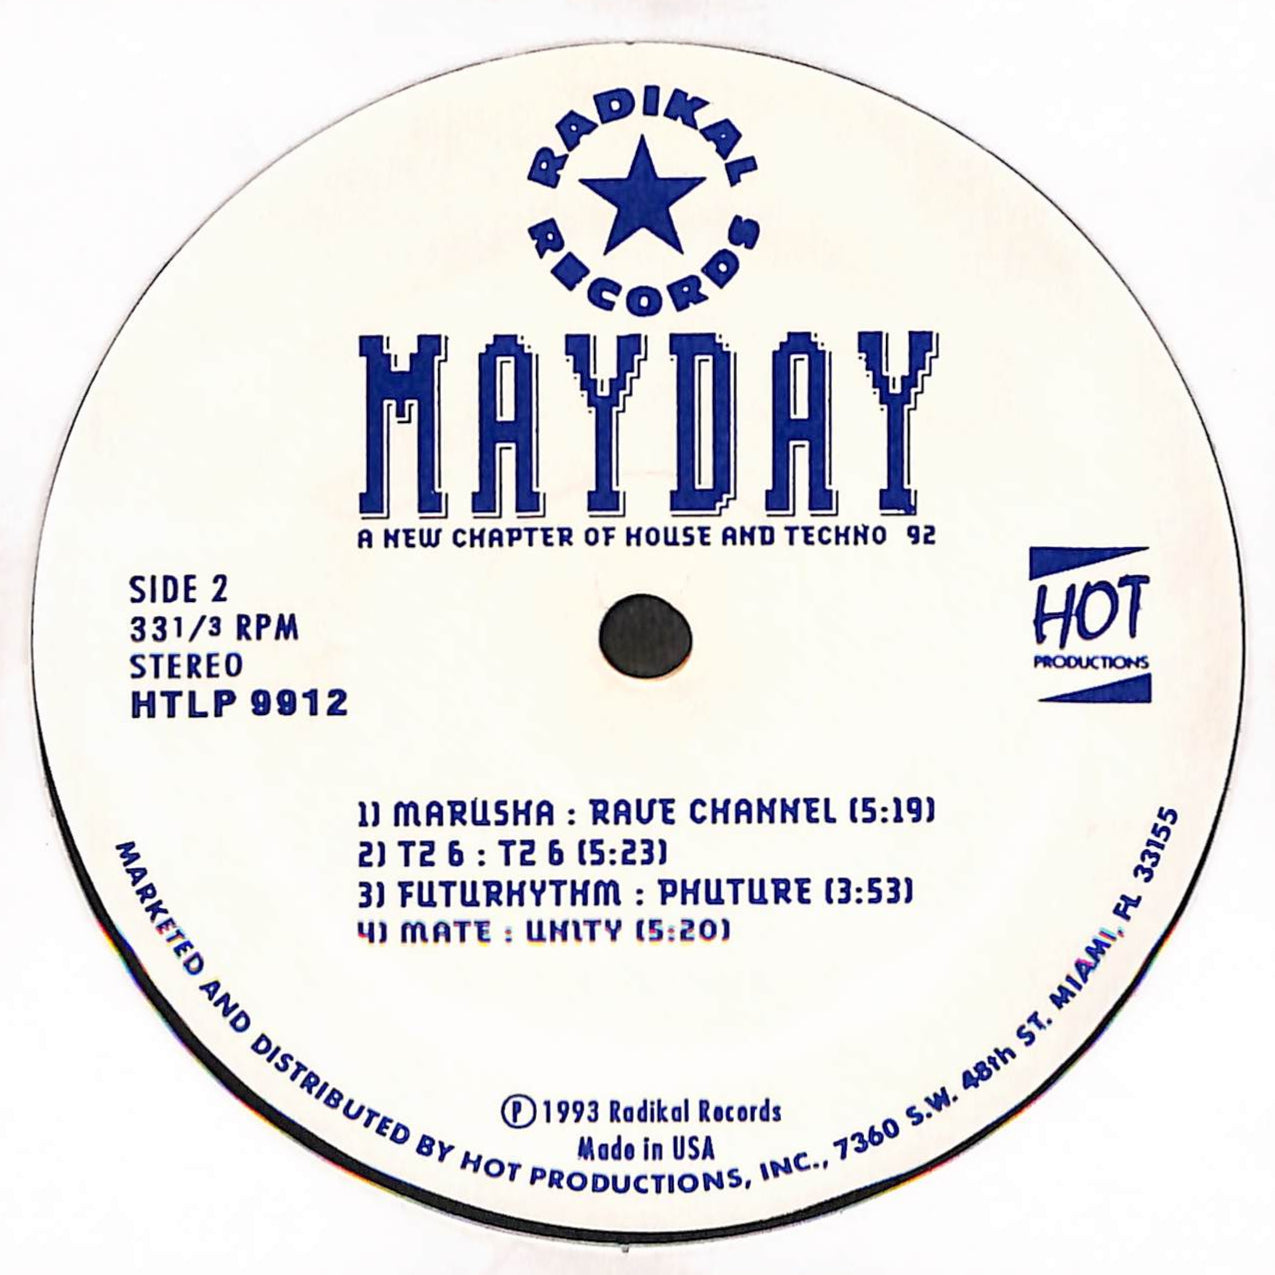 RADIKAL
RECORDS
MAYDAY
A NEW CHAPTER OF HOUSE AND TECHNO 92
SIDE 2
33 1/3 RPM
STEREO
HTLP 9912
HOT
PRODUCTIONS
1) MARUSHA : RAVE CHANNEL (5:19)
2) T2 6 : T2 6 (5:23)
3) FUTURHYTHM : PHUTURE (3:53)
4) MATE : UNITY (5:20)
Ⓟ 1993 Radikal Records
Made in USA
MARKETED AND DISTRIBUTED BY HOT PRODUCTIONS, INC., 7360 S.W. 48th ST. MIAMI, FL 33155